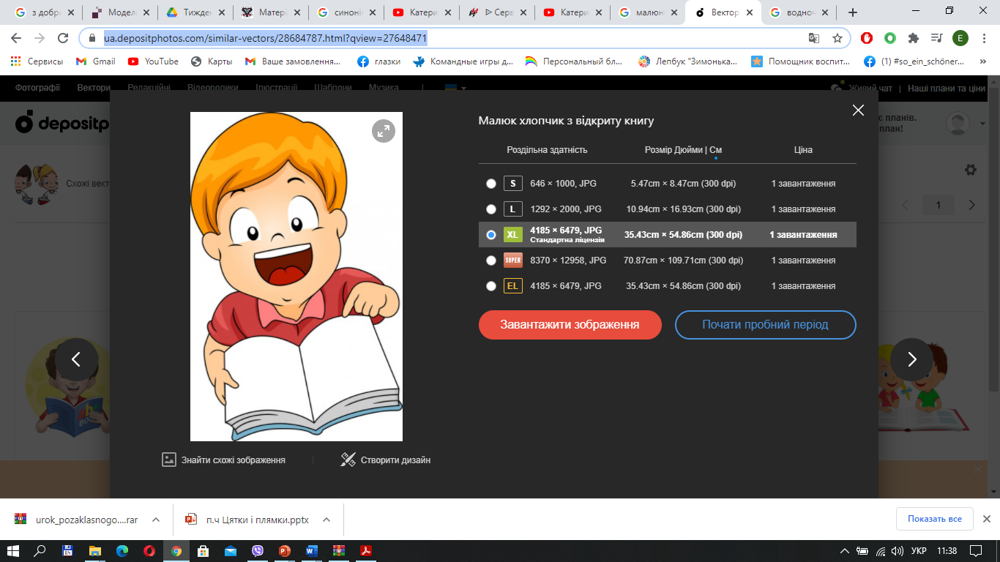 з добри
Модел
Тижден
Матері
синонім
Катери
ᐅ Серв
Катери
малюн
Вектор
водноч
ua.depositphotos.com/similar-vectors/28684787.html?qview=27648471
E
Сервисы
Gmail
YouTube
Карты
Ваше замовлення...
глазки
Командные игры д...
Персональный бл...
Лепбук "Зимонька...
Помощник воспит...
(1) #so_ein_schöner...
»
Фотографії Вектори Редакційні Відеоролики Ілюстрації Шаблони Музика | Живий чат | Наші плани та ціни
depositp
є планів.
план!
Схожі вект
1
Малюк хлопчик з відкриту книгу
Роздільна здатність Розмір Дюйми | См Ціна
S 646 × 1000, JPG 5.47cm × 8.47cm (300 dpi) 1 завантаження
L 1292 × 2000, JPG 10.94cm × 16.93cm (300 dpi) 1 завантаження
XL 4185 × 6479, JPG 35.43cm × 54.86cm (300 dpi) 1 завантаження
Стандартна ліцензія
SUPER 8370 × 12958, JPG 70.87cm × 109.71cm (300 dpi) 1 завантаження
EL 4185 × 6479, JPG 35.43cm × 54.86cm (300 dpi) 1 завантаження
Завантажити зображення Почати пробний період
Знайти схожі зображення Створити дизайн
urok_pozaklasnogo....rar
п.ч Цятки і плямки.pptx
Показать все
64
УКР 11:38